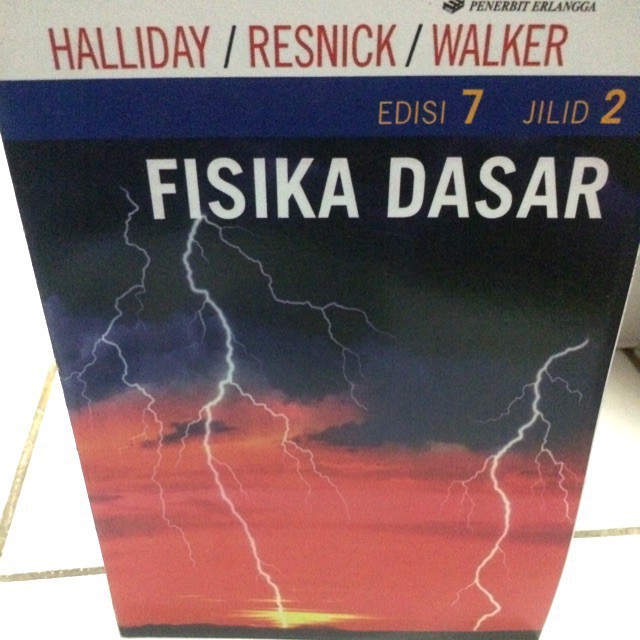 PENERBIT ERLANGGA
HALLIDAY / RESNICK / WALKER
EDISI 7 JILID 2
FISIKA DASAR